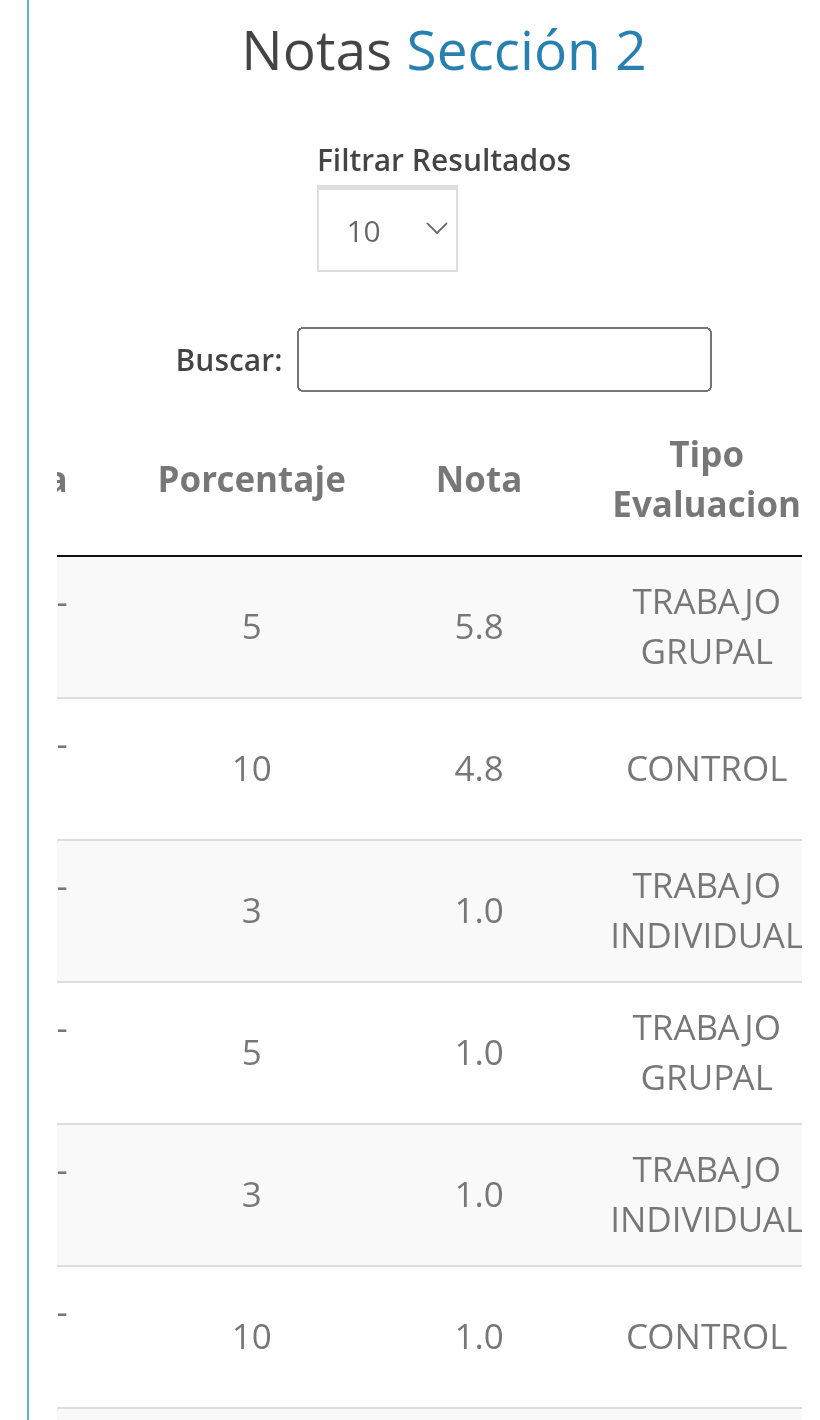 Notas Sección 2
Filtrar Resultados
10
Buscar:
a Porcentaje Nota Tipo Evaluacion
- 5 5.8 TRABAJO GRUPAL
- 10 4.8 CONTROL
- 3 1.0 TRABAJO INDIVIDUAL
- 5 1.0 TRABAJO GRUPAL
- 3 1.0 TRABAJO INDIVIDUAL
- 10 1.0 CONTROL